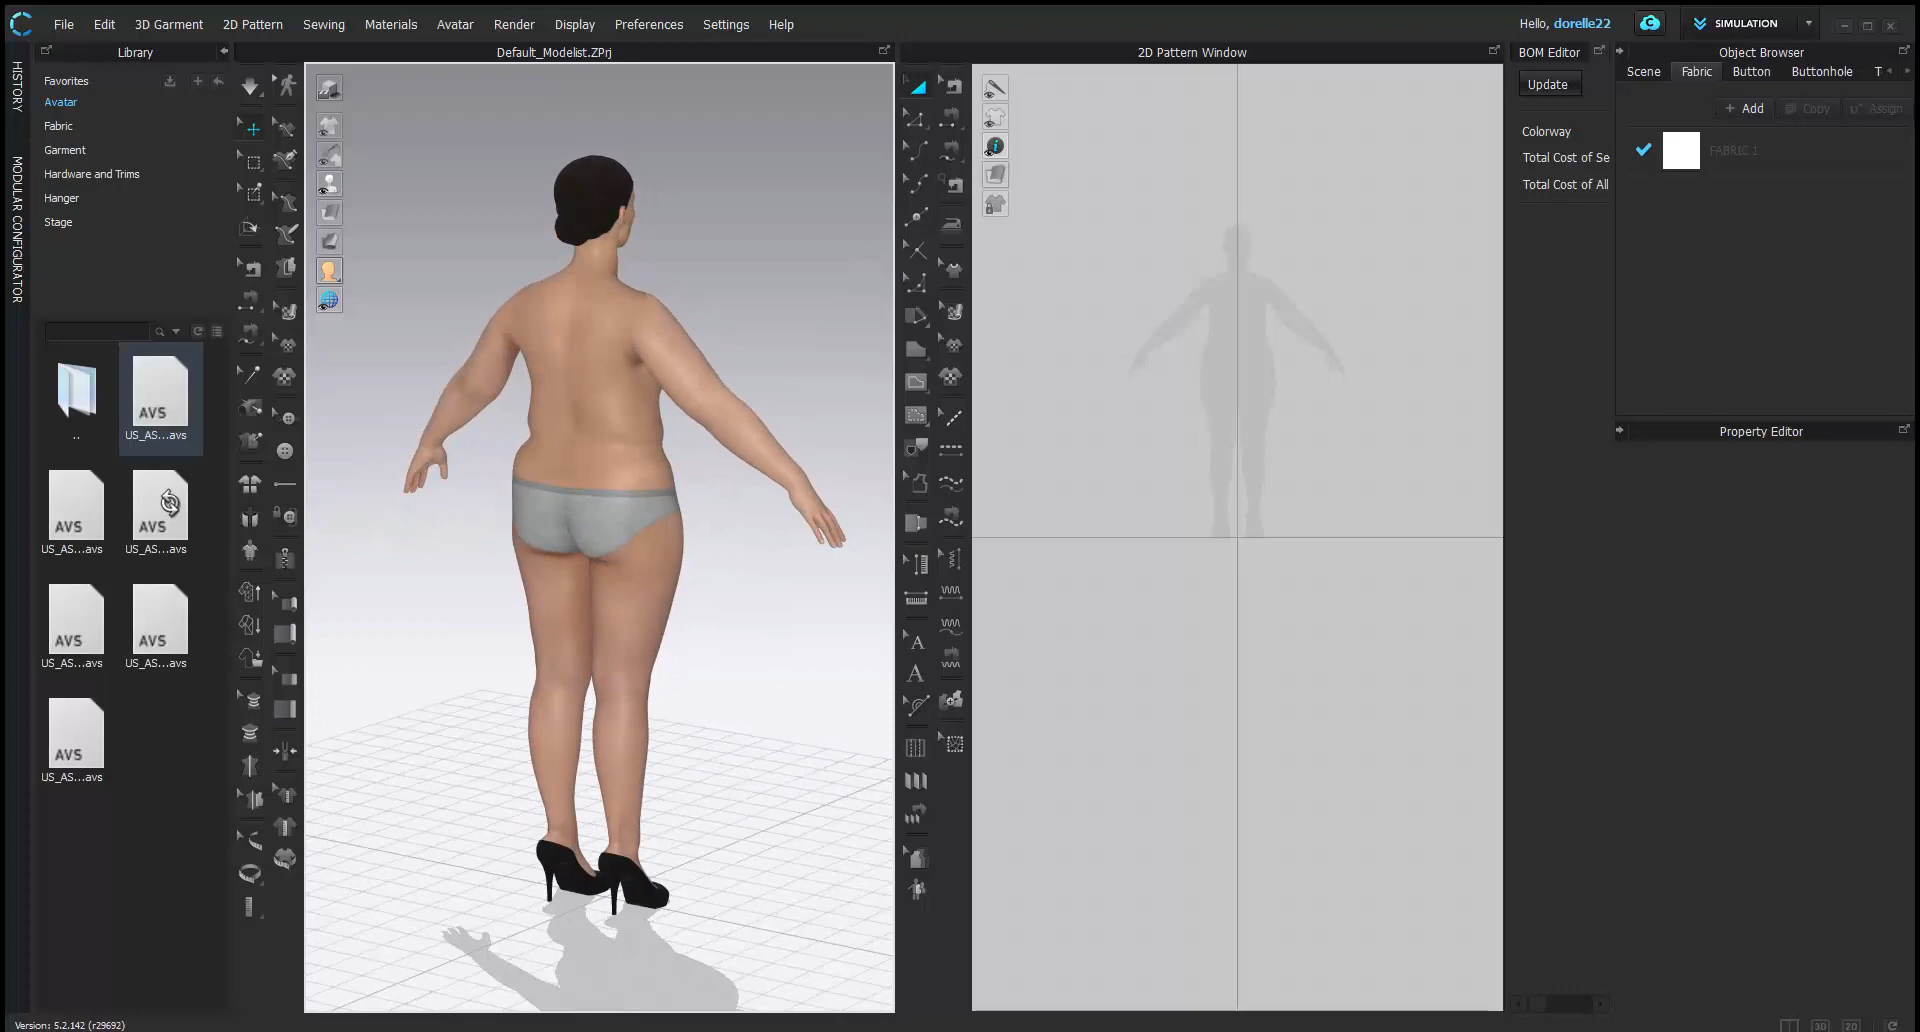 File Edit 3D Garment 2D Pattern Sewing Materials Avatar Render Display Preferences Settings Help
Hello, dorelle22
SIMULATION
Library
Default_Modelist.ZPrj
2D Pattern Window
BOM Editor
Object Browser
HISTORY
MODULAR CONFIGURATOR
Favorites
Avatar
Fabric
Garment
Hardware and Trims
Hanger
Stage
..
AVS
US_AS...avs
AVS
US_AS...avs
AVS
US_AS...avs
AVS
US_AS...avs
AVS
US_AS...avs
AVS
US_AS...avs
A
A
Update
Colorway
Total Cost of Se
Total Cost of All
Scene Fabric Button Buttonhole T
+ Add Copy Assign
FABRIC 1
Property Editor
Version: 5.2.142 (r29692)
3D 2D